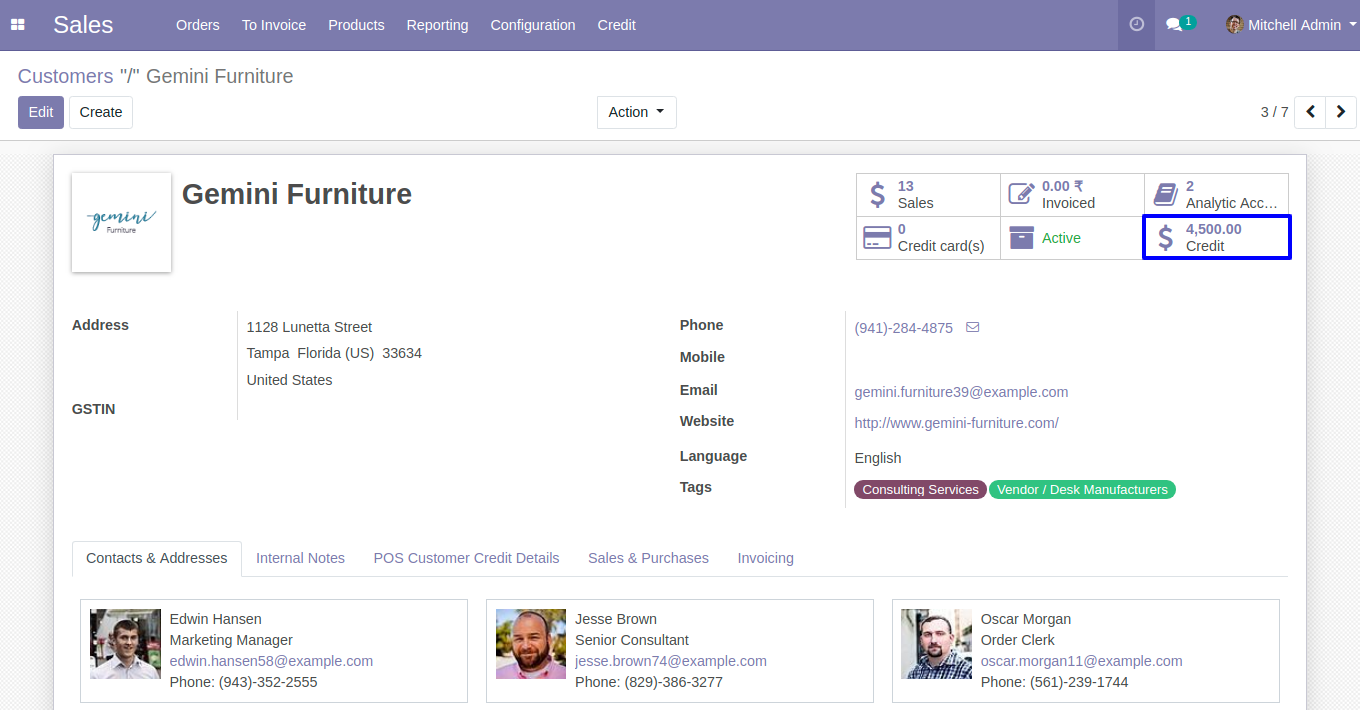 Sales Orders To Invoice Products Reporting Configuration Credit 1 Mitchell Admin
Customers "/" Gemini Furniture
Edit Create Action 3 / 7
gemini
Furniture
Gemini Furniture
13
Sales
0.00 ₹
Invoiced
2
Analytic Acc...
0
Credit card(s)
Active
4,500.00
Credit
Address
1128 Lunetta Street
Tampa Florida (US) 33634
United States
GSTIN
Phone (941)-284-4875
Mobile
Email gemini.furniture39@example.com
Website http://www.gemini-furniture.com/
Language English
Tags Consulting Services Vendor / Desk Manufacturers
Contacts & Addresses Internal Notes POS Customer Credit Details Sales & Purchases Invoicing
Edwin Hansen
Marketing Manager
edwin.hansen58@example.com
Phone: (943)-352-2555
Jesse Brown
Senior Consultant
jesse.brown74@example.com
Phone: (829)-386-3277
Oscar Morgan
Order Clerk
oscar.morgan11@example.com
Phone: (561)-239-1744